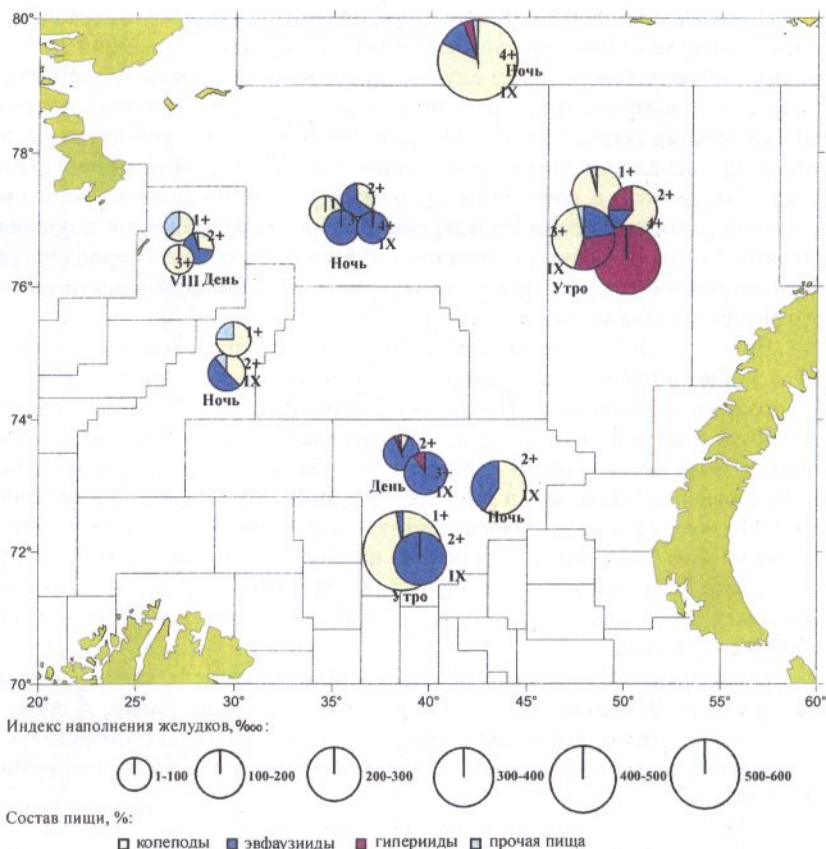 80°
4+
Ночь
IX
78°
1+
2+
1+
2+
1
3+
4+
IX
Ночь
1+
2+
3+
VIII День
3+
4+
IX
Утро
76°
1+
2+
IX
Ночь
74°
2+
3+
IX
День
2+
IX
Ночь
72°
1+
2+
IX
Утро
70°
20° 25° 30° 35° 40° 45° 50° 55° 60°
Индекс наполнения желудков, ‱:
1-100 100-200 200-300 300-400 400-500 500-600
Состав пищи, %:
копеподы эвфаузииды гиперииды прочая пища